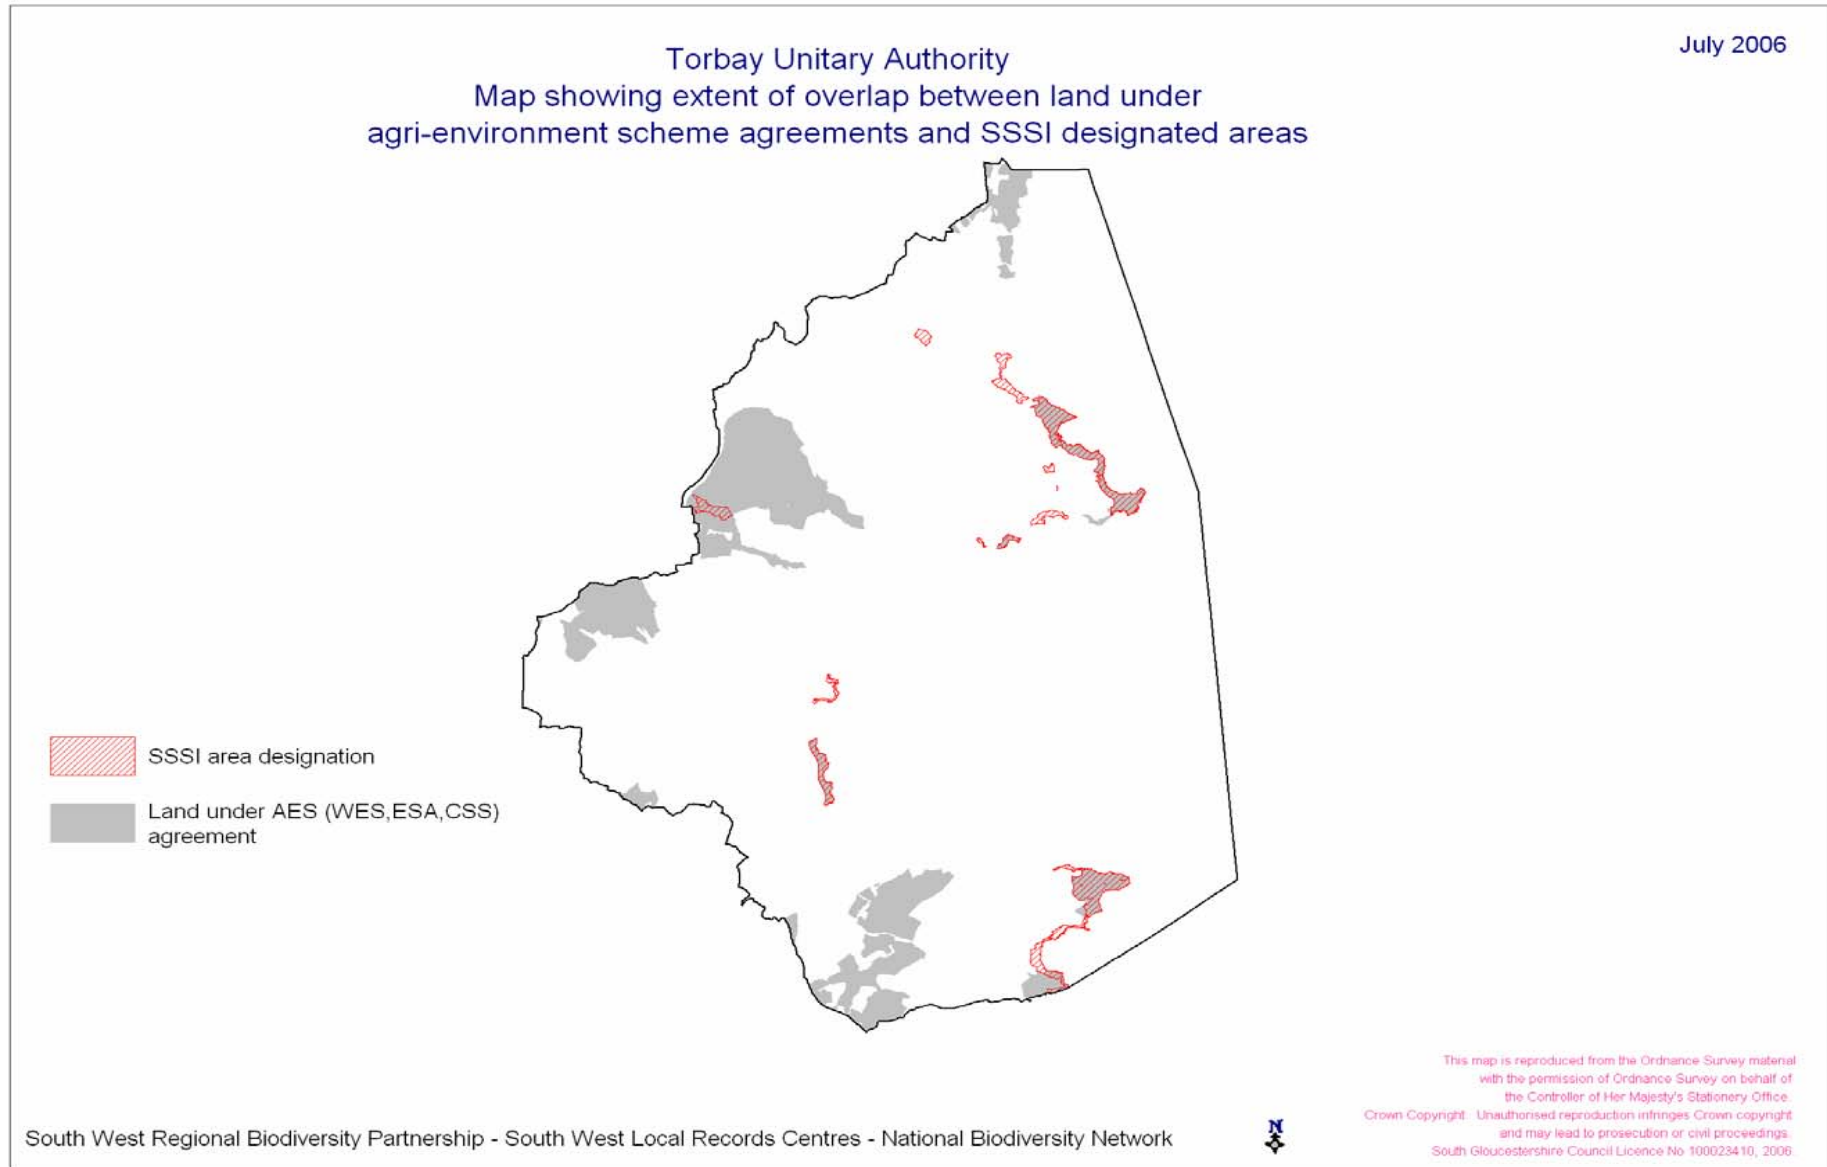 July 2006
Torbay Unitary Authority
Map showing extent of overlap between land under
agri-environment scheme agreements and SSSI designated areas
SSSI area designation
Land under AES (WES,ESA,CSS)
agreement
This map is reproduced from the Ordnance Survey material
with the permission of Ordnance Survey on behalf of
the Controller of Her Majesty's Stationery Office.
Crown Copyright. Unauthorised reproduction infringes Crown copyright
and may lead to prosecution or civil proceedings.
South Gloucestershire Council Licence No 100023410, 2006.
N
South West Regional Biodiversity Partnership - South West Local Records Centres - National Biodiversity Network